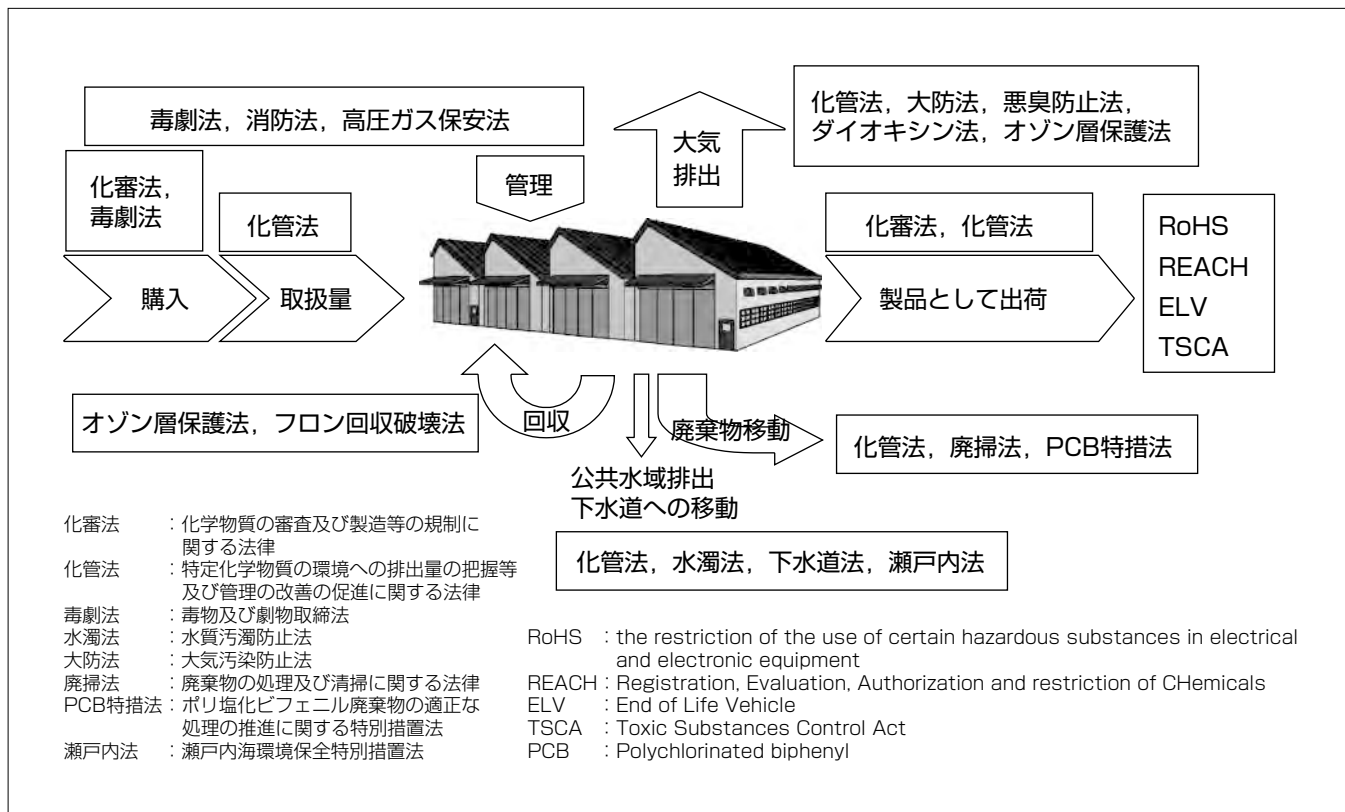 毒劇法，消防法，高圧ガス保安法
大気
排出
化管法，大防法，悪臭防止法，
ダイオキシン法，オゾン層保護法
化審法，
毒劇法
化管法
管理
化審法，化管法
購入
取扱量
製品として出荷
RoHS
REACH
ELV
TSCA
オゾン層保護法，フロン回収破壊法
回収
廃棄物移動
化管法，廃掃法，PCB特措法
公共水域排出
下水道への移動
化管法，水濁法，下水道法，瀬戸内法
化審法　：化学物質の審査及び製造等の規制に
関する法律
化管法　：特定化学物質の環境への排出量の把握等
及び管理の改善の促進に関する法律
毒劇法　：毒物及び劇物取締法
水濁法　：水質汚濁防止法
大防法　：大気汚染防止法
廃掃法　：廃棄物の処理及び清掃に関する法律
PCB特措法：ポリ塩化ビフェニル廃棄物の適正な
処理の推進に関する特別措置法
瀬戸内法　：瀬戸内海環境保全特別措置法
RoHS　：the restriction of the use of certain hazardous substances in electrical
and electronic equipment
REACH：Registration, Evaluation, Authorization and restriction of CHemicals
ELV　：End of Life Vehicle
TSCA　：Toxic Substances Control Act
PCB　：Polychlorinated biphenyl